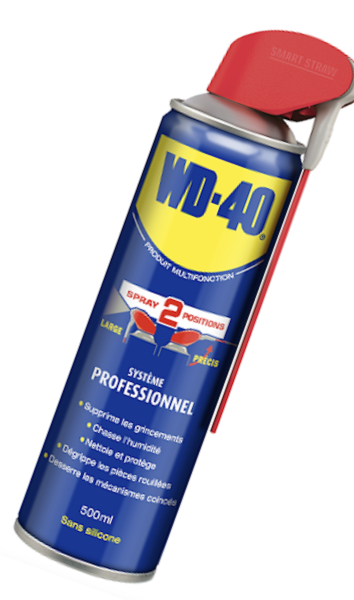 SMART STRAW
WD-40
®
PRODUIT MULTIFONCTION
SPRAY 2 POSITIONS
LARGE
PRÉCIS
SYSTÈME
PROFESSIONNEL
• Supprime les grincements
• Chasse l'humidité
• Nettoie et protège
• Dégrippe les pièces rouillées
• Desserre les mécanismes coincés
500ml
Sans silicone